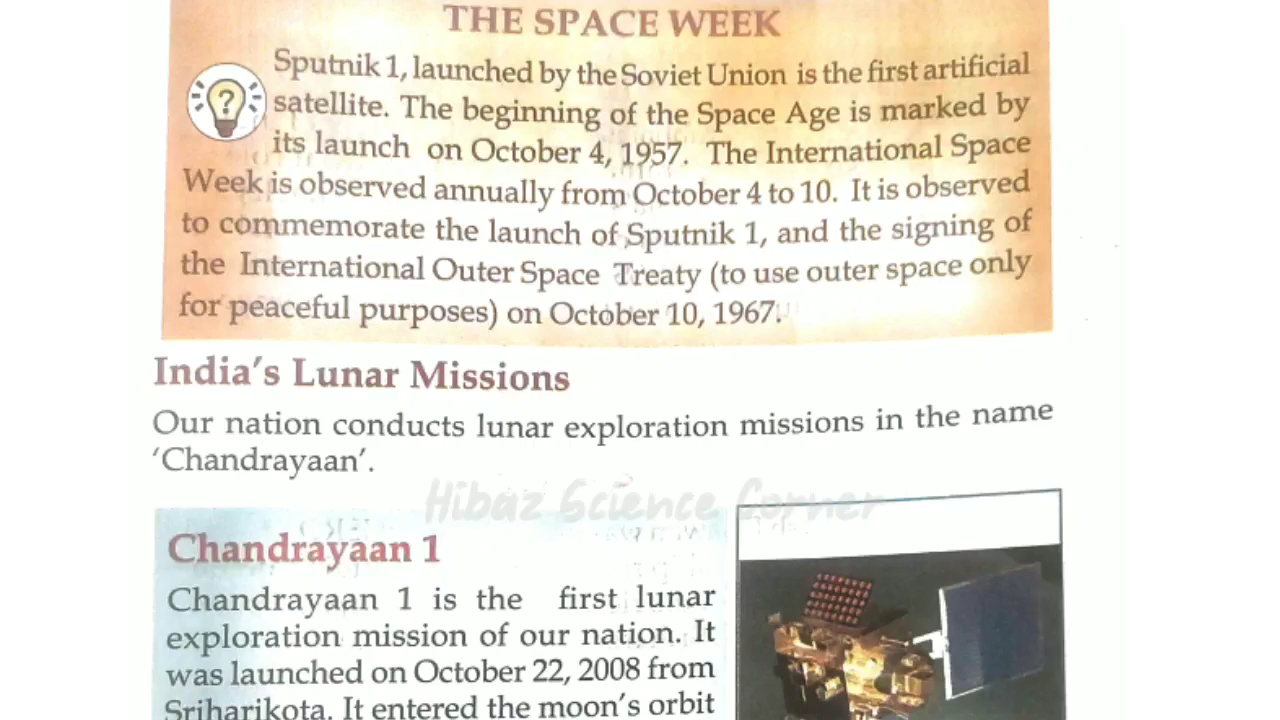 THE SPACE WEEK
Sputnik 1, launched by the Soviet Union is the first artificial
satellite. The beginning of the Space Age is marked by
its launch on October 4, 1957. The International Space
Week is observed annually from October 4 to 10. It is observed
to commemorate the launch of Sputnik 1, and the signing of
the International Outer Space Treaty (to use outer space only
for peaceful purposes) on October 10, 1967.
India's Lunar Missions
Our nation conducts lunar exploration missions in the name
'Chandrayaan'.
Hibaz Science Corner
Chandrayaan 1
Chandrayaan 1 is the first lunar
exploration mission of our nation. It
was launched on October 22, 2008 from
Sriharikota. It entered the moon's orbit